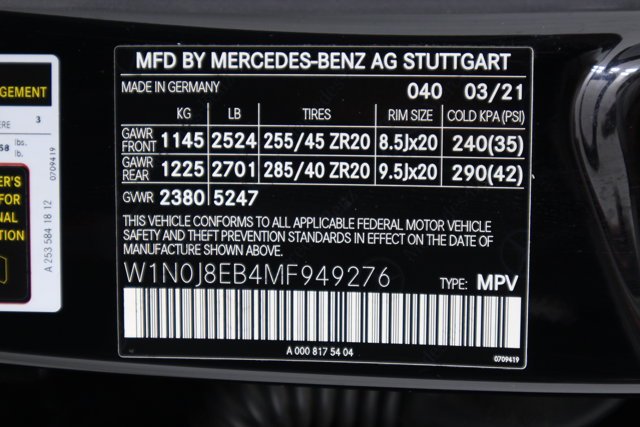 MFD BY MERCEDES-BENZ AG STUTTGART
MADE IN GERMANY 040 03/21
KG LB TIRES RIM SIZE COLD KPA (PSI)
GAWR FRONT 1145 2524 255/45 ZR20 8.5Jx20 240(35)
GAWR REAR 1225 2701 285/40 ZR20 9.5Jx20 290(42)
GVWR 2380 5247
THIS VEHICLE CONFORMS TO ALL APPLICABLE FEDERAL MOTOR VEHICLE
SAFETY AND THEFT PREVENTION STANDARDS IN EFFECT ON THE DATE OF
MANUFACTURE SHOWN ABOVE.
W1N0J8EB4MF949276 TYPE: MPV
A 000 817 54 04 0709419
3
lbs.
lb.
0709419
FOR
A 253 584 18 12